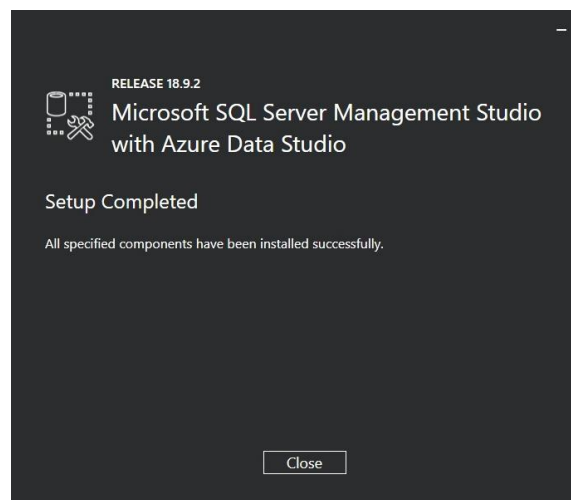 RELEASE 18.9.2
Microsoft SQL Server Management Studio
with Azure Data Studio
Setup Completed
All specified components have been installed successfully.
Close